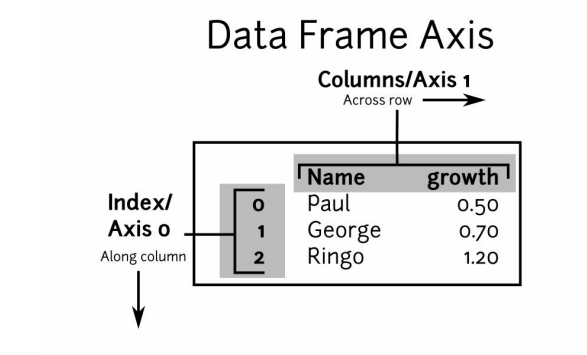 Data Frame Axis
Columns/Axis 1
Across row
Name growth
Index/
Axis 0
Along column
0 Paul 0.50
1 George 0.70
2 Ringo 1.20